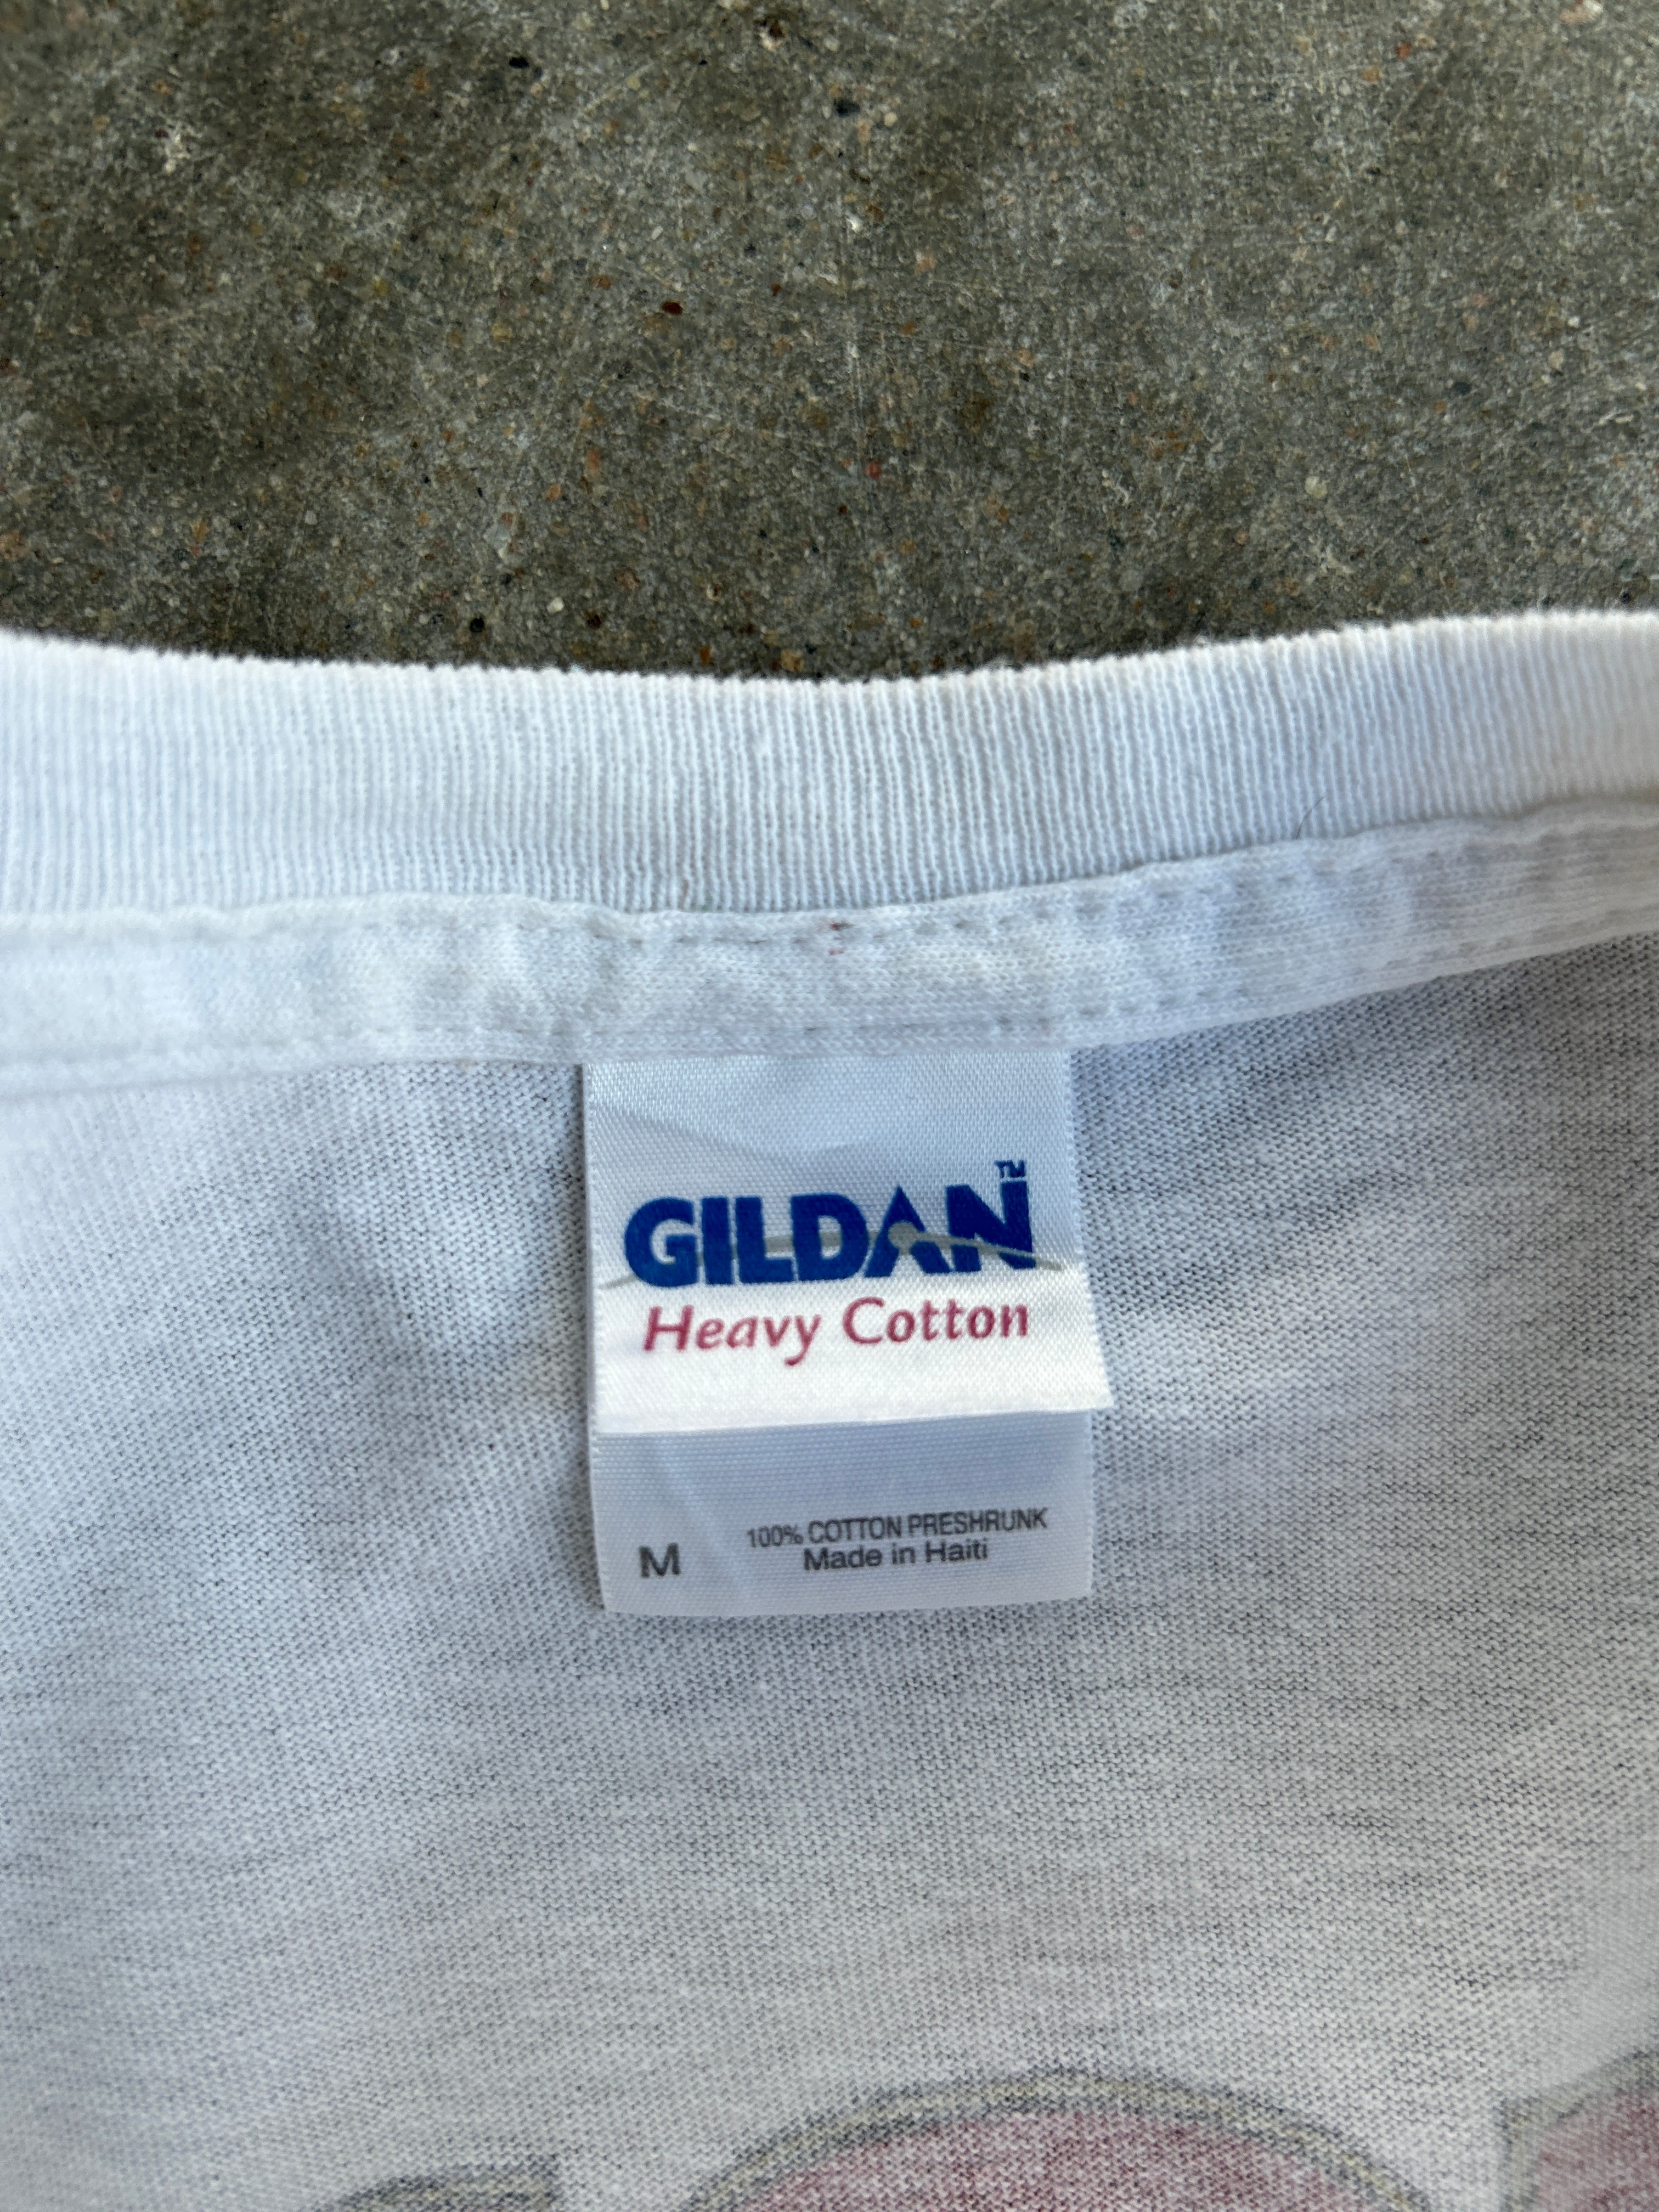 GILDAN™
Heavy Cotton
M
100% COTTON PRESHRUNK
Made in Haiti